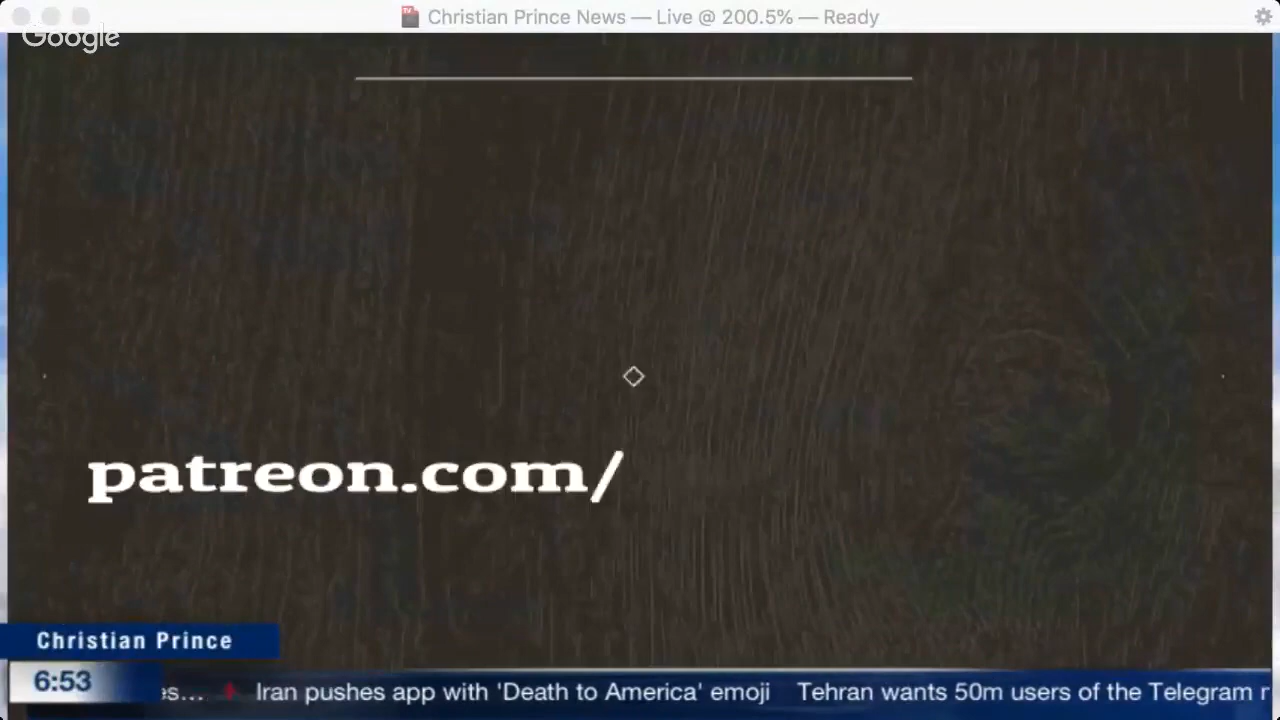 Christian Prince News — Live @ 200.5% — Ready
Google
patreon.com/
Christian Prince
6:53
Iran pushes app with 'Death to America' emoji Tehran wants 50m users of the Telegram